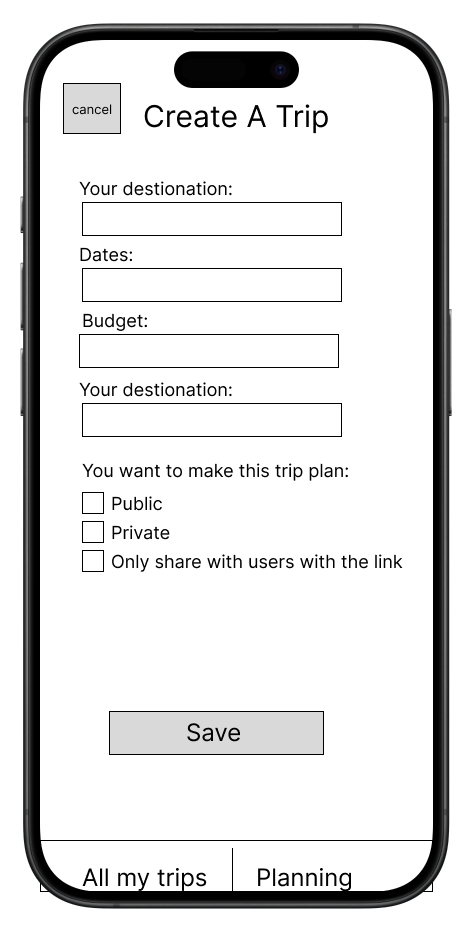 cancel
Create A Trip
Your destionation:
Dates:
Budget:
Your destionation:
You want to make this trip plan:
Public
Private
Only share with users with the link
Save
All my trips
Planning